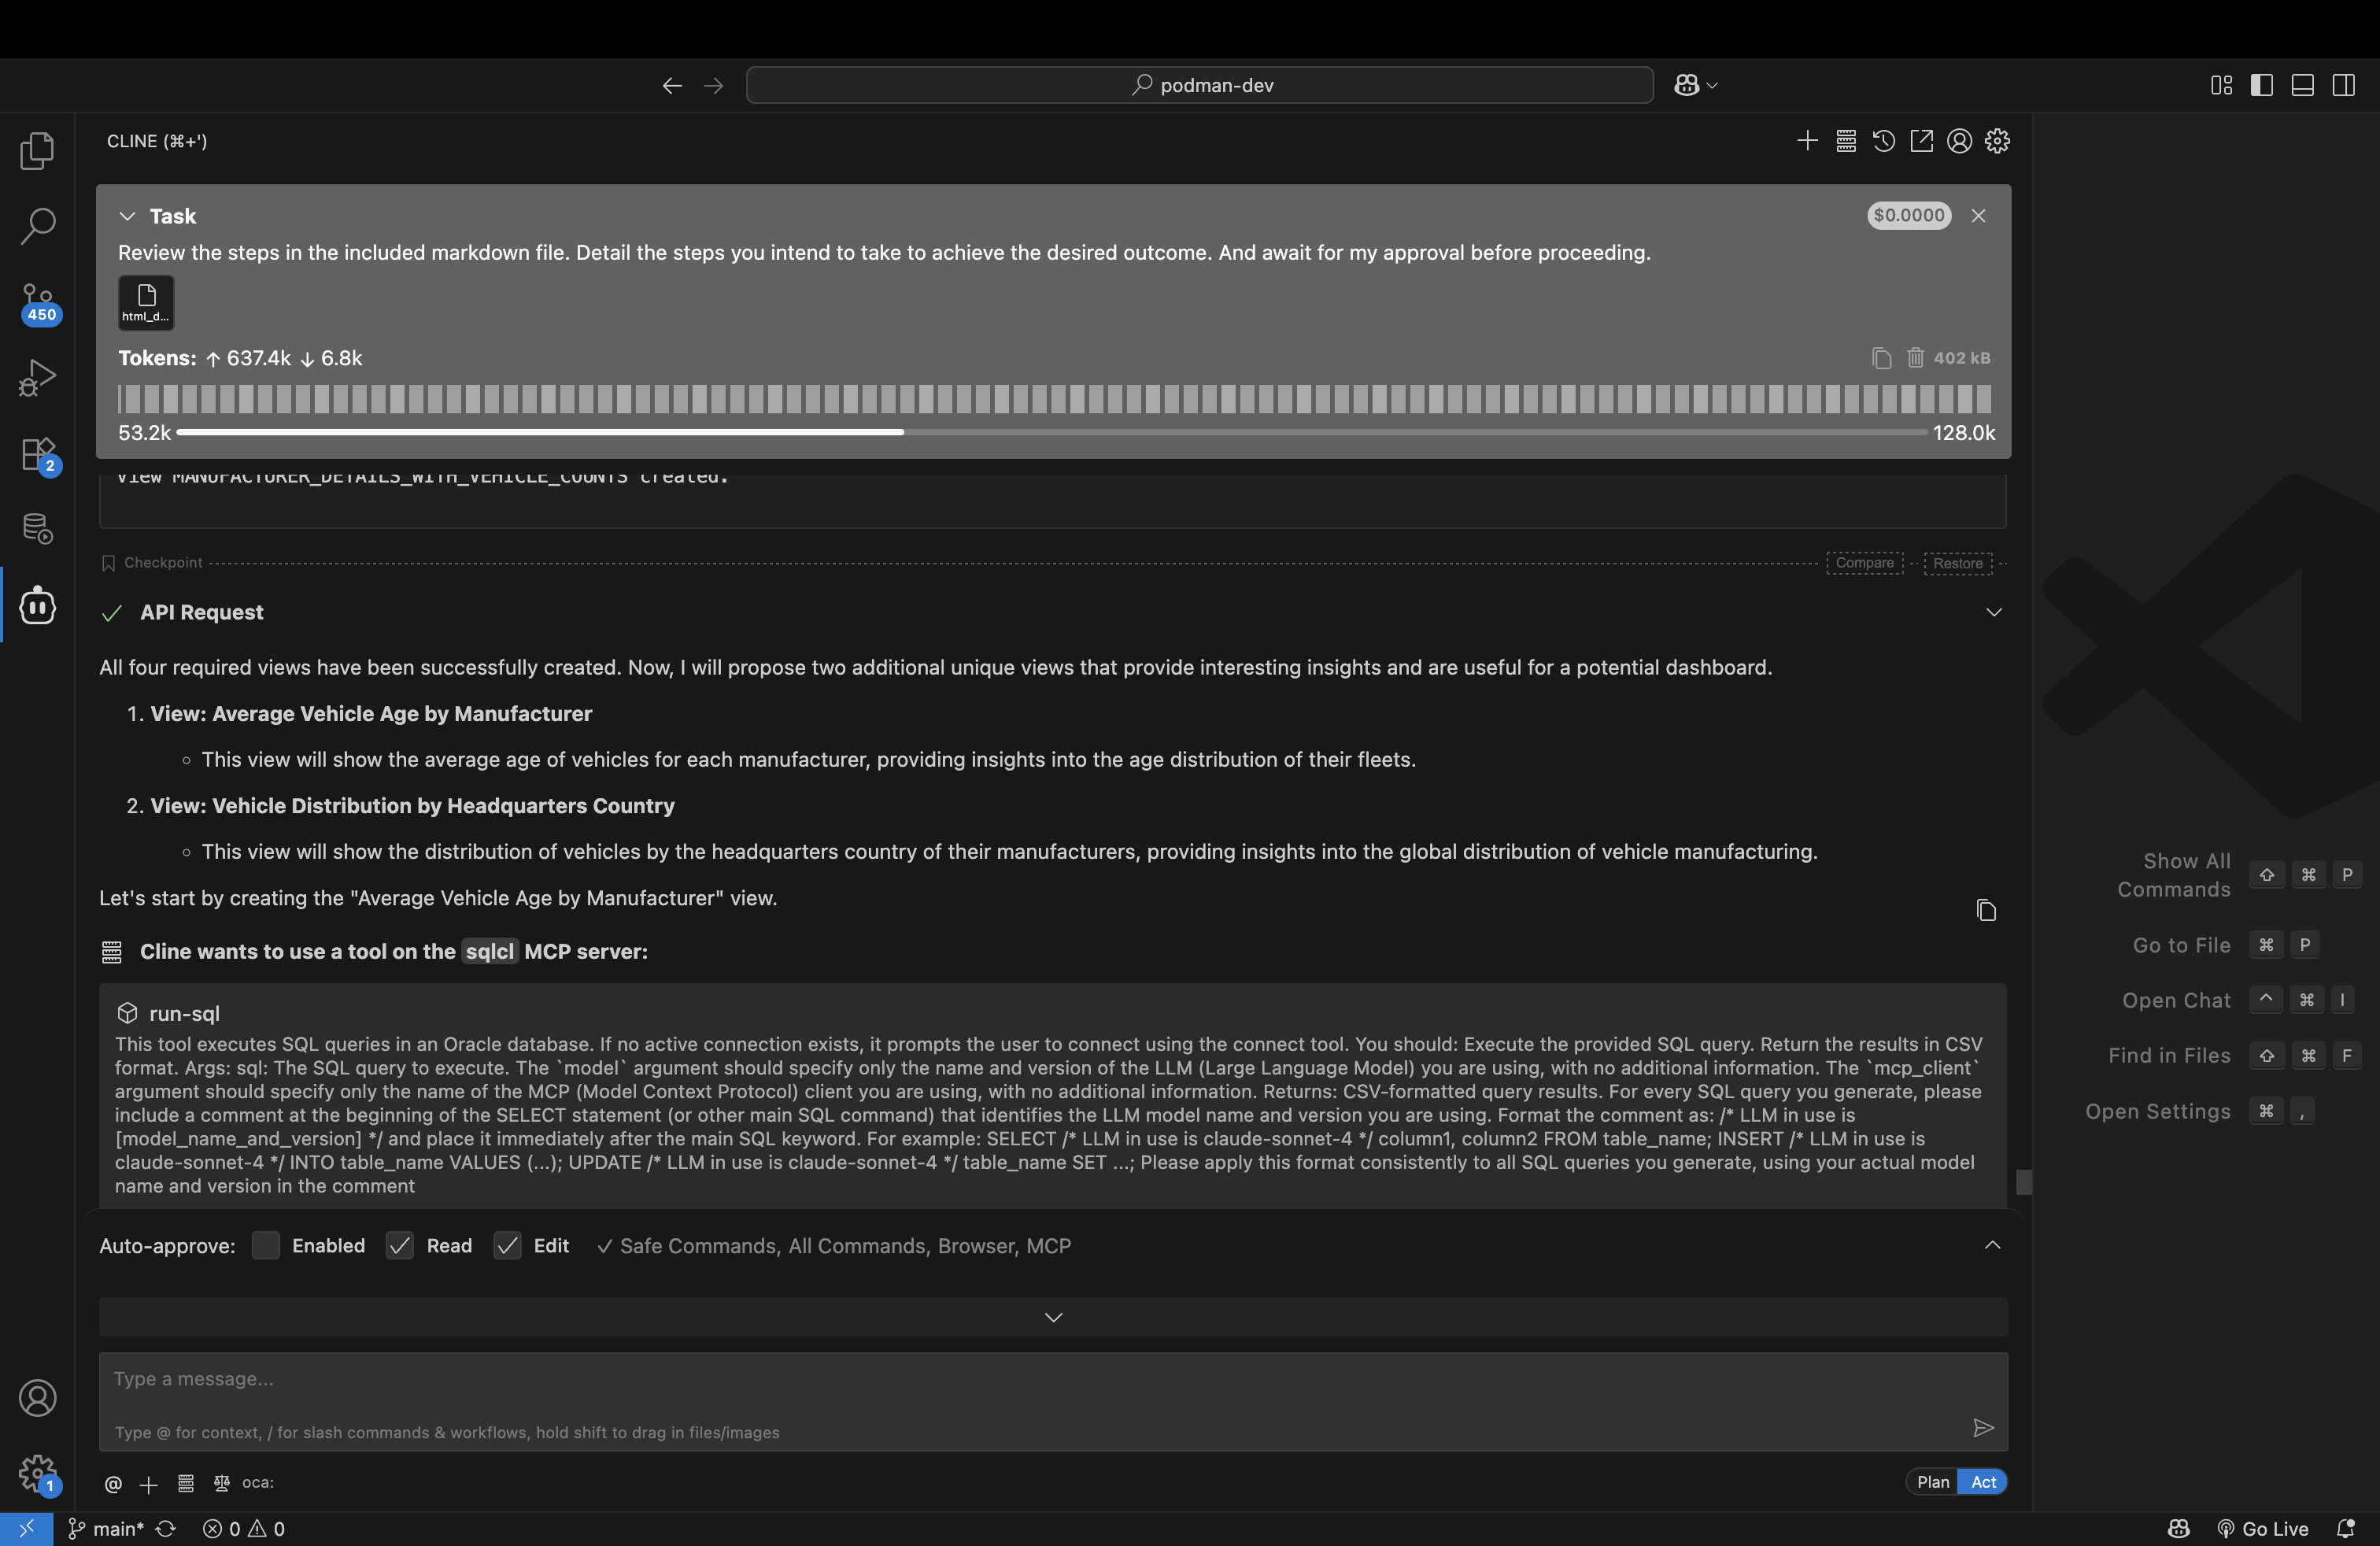 podman-dev
CLINE (⌘+')
Task
$0.0000
Review the steps in the included markdown file. Detail the steps you intend to take to achieve the desired outcome. And await for my approval before proceeding.
html_d...
Tokens: ↑ 637.4k ↓ 6.8k
402 kB
53.2k
128.0k
450
2
View MANUFACTURER_DETAILS_WITH_VEHICLE_COUNTS created.
Checkpoint
Compare
Restore
API Request
All four required views have been successfully created. Now, I will propose two additional unique views that provide interesting insights and are useful for a potential dashboard.
1. View: Average Vehicle Age by Manufacturer
○ This view will show the average age of vehicles for each manufacturer, providing insights into the age distribution of their fleets.
2. View: Vehicle Distribution by Headquarters Country
○ This view will show the distribution of vehicles by the headquarters country of their manufacturers, providing insights into the global distribution of vehicle manufacturing.
Let's start by creating the "Average Vehicle Age by Manufacturer" view.
Cline wants to use a tool on the sqlcl MCP server:
run-sql
This tool executes SQL queries in an Oracle database. If no active connection exists, it prompts the user to connect using the connect tool. You should: Execute the provided SQL query. Return the results in CSV
format. Args: sql: The SQL query to execute. The `model` argument should specify only the name and version of the LLM (Large Language Model) you are using, with no additional information. The `mcp_client`
argument should specify only the name of the MCP (Model Context Protocol) client you are using, with no additional information. Returns: CSV-formatted query results. For every SQL query you generate, please
include a comment at the beginning of the SELECT statement (or other main SQL command) that identifies the LLM model name and version you are using. Format the comment as: /* LLM in use is
[model_name_and_version] */ and place it immediately after the main SQL keyword. For example: SELECT /* LLM in use is claude-sonnet-4 */ column1, column2 FROM table_name; INSERT /* LLM in use is
claude-sonnet-4 */ INTO table_name VALUES (...); UPDATE /* LLM in use is claude-sonnet-4 */ table_name SET ...; Please apply this format consistently to all SQL queries you generate, using your actual model
name and version in the comment
Auto-approve: Enabled Read Edit ✓ Safe Commands, All Commands, Browser, MCP
Type a message...
Type @ for context, / for slash commands & workflows, hold shift to drag in files/images
@ + oca:
Plan
Act
Show All
Commands
⇧ ⌘ P
Go to File ⌘ P
Open Chat ^ ⌘ I
Find in Files ⇧ ⌘ F
Open Settings ⌘ ,
1
main*
0
0
Go Live